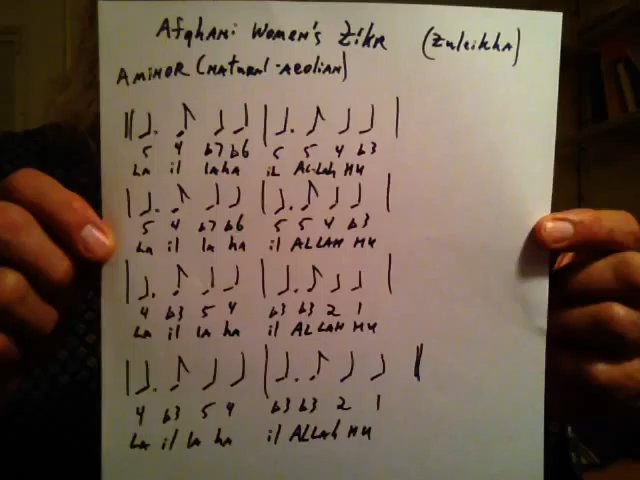 Afghani Women's Zikr (Zuleikha)
A MINOR (NATURAL-AEOLIAN)
5 4 b7 b6 5 5 4 b3
La il laha il ALLAH HU
5 4 b7 b6 5 5 4 b3
La il la ha il ALLAH HU
4 b3 5 4 b3 b3 2 1
La il la ha il ALLAH HU
4 b3 5 4 b3 b3 2 1
La il la ha il ALLAH HU